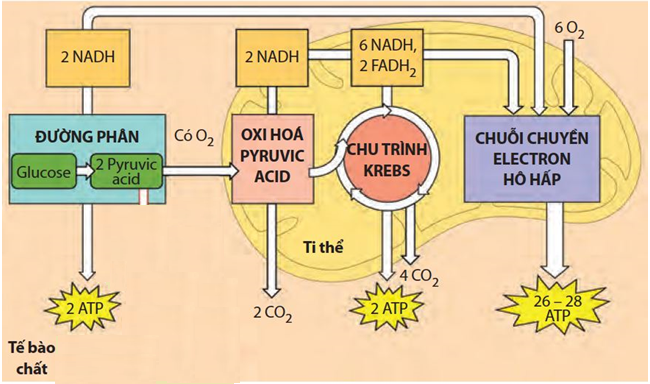 2 NADH
2 NADH
6 NADH,
2 FADH2
6 O2
ĐƯỜNG PHÂN
Glucose
2 Pyruvic
acid
Có O2
OXI HOÁ
PYRUVIC
ACID
CHU TRÌNH
KREBS
CHUỖI CHUYỀN
ELECTRON
HÔ HẤP
Ti thể
2 ATP
2 CO2
2 ATP
4 CO2
26 – 28
ATP
Tế bào
chất